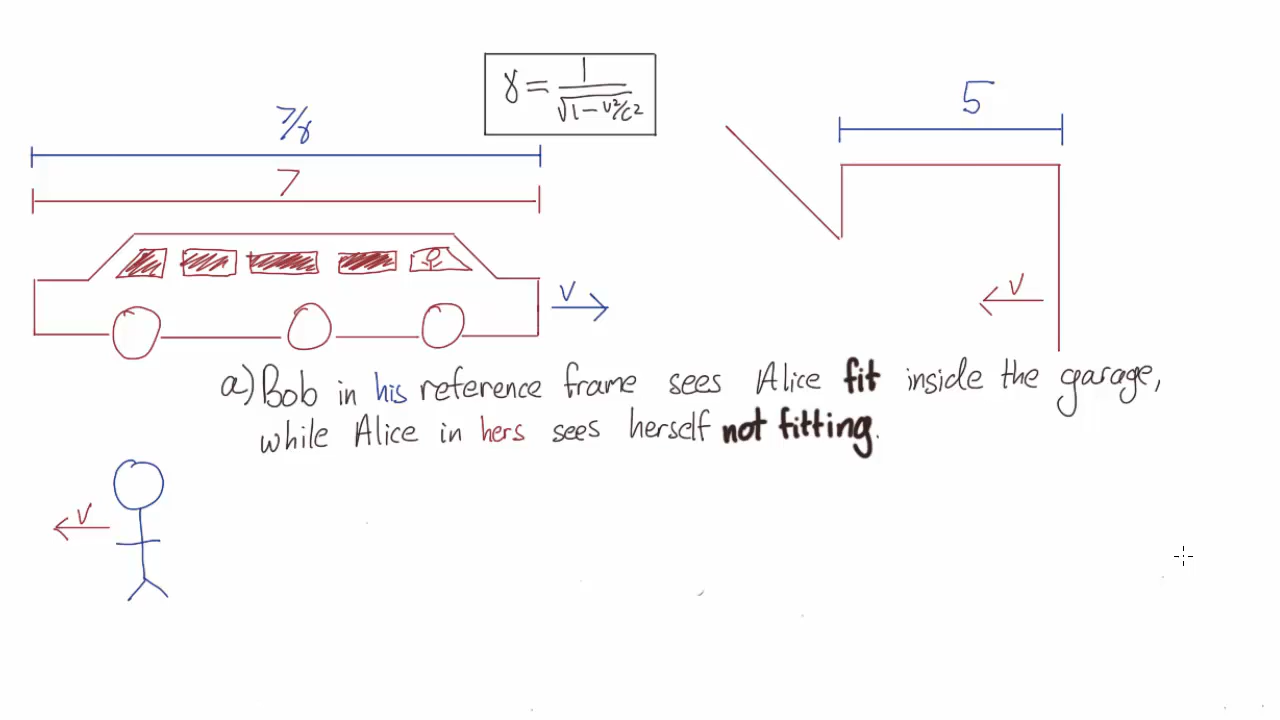 γ = 1/√(1 - v²/c²)
5
7/γ
7
v
v
a) Bob in his reference frame sees Alice fit inside the garage,
while Alice in hers sees herself not fitting.
v